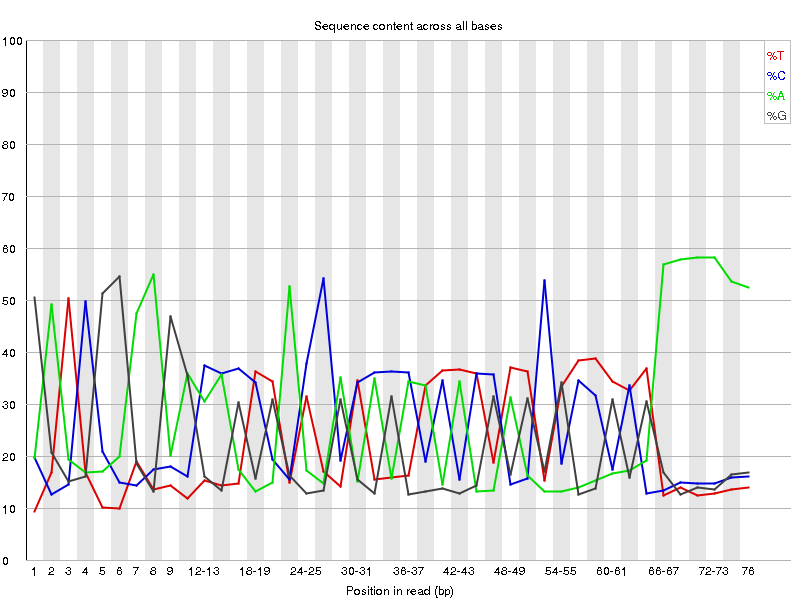 Sequence content across all bases
100
90
80
70
60
50
40
30
20
10
0
%T
%C
%A
%G
1 2 3 4 5 6 7 8 9 12-13 18-19 24-25 30-31 36-37 42-43 48-49 54-55 60-61 66-67 72-73 76
Position in read (bp)